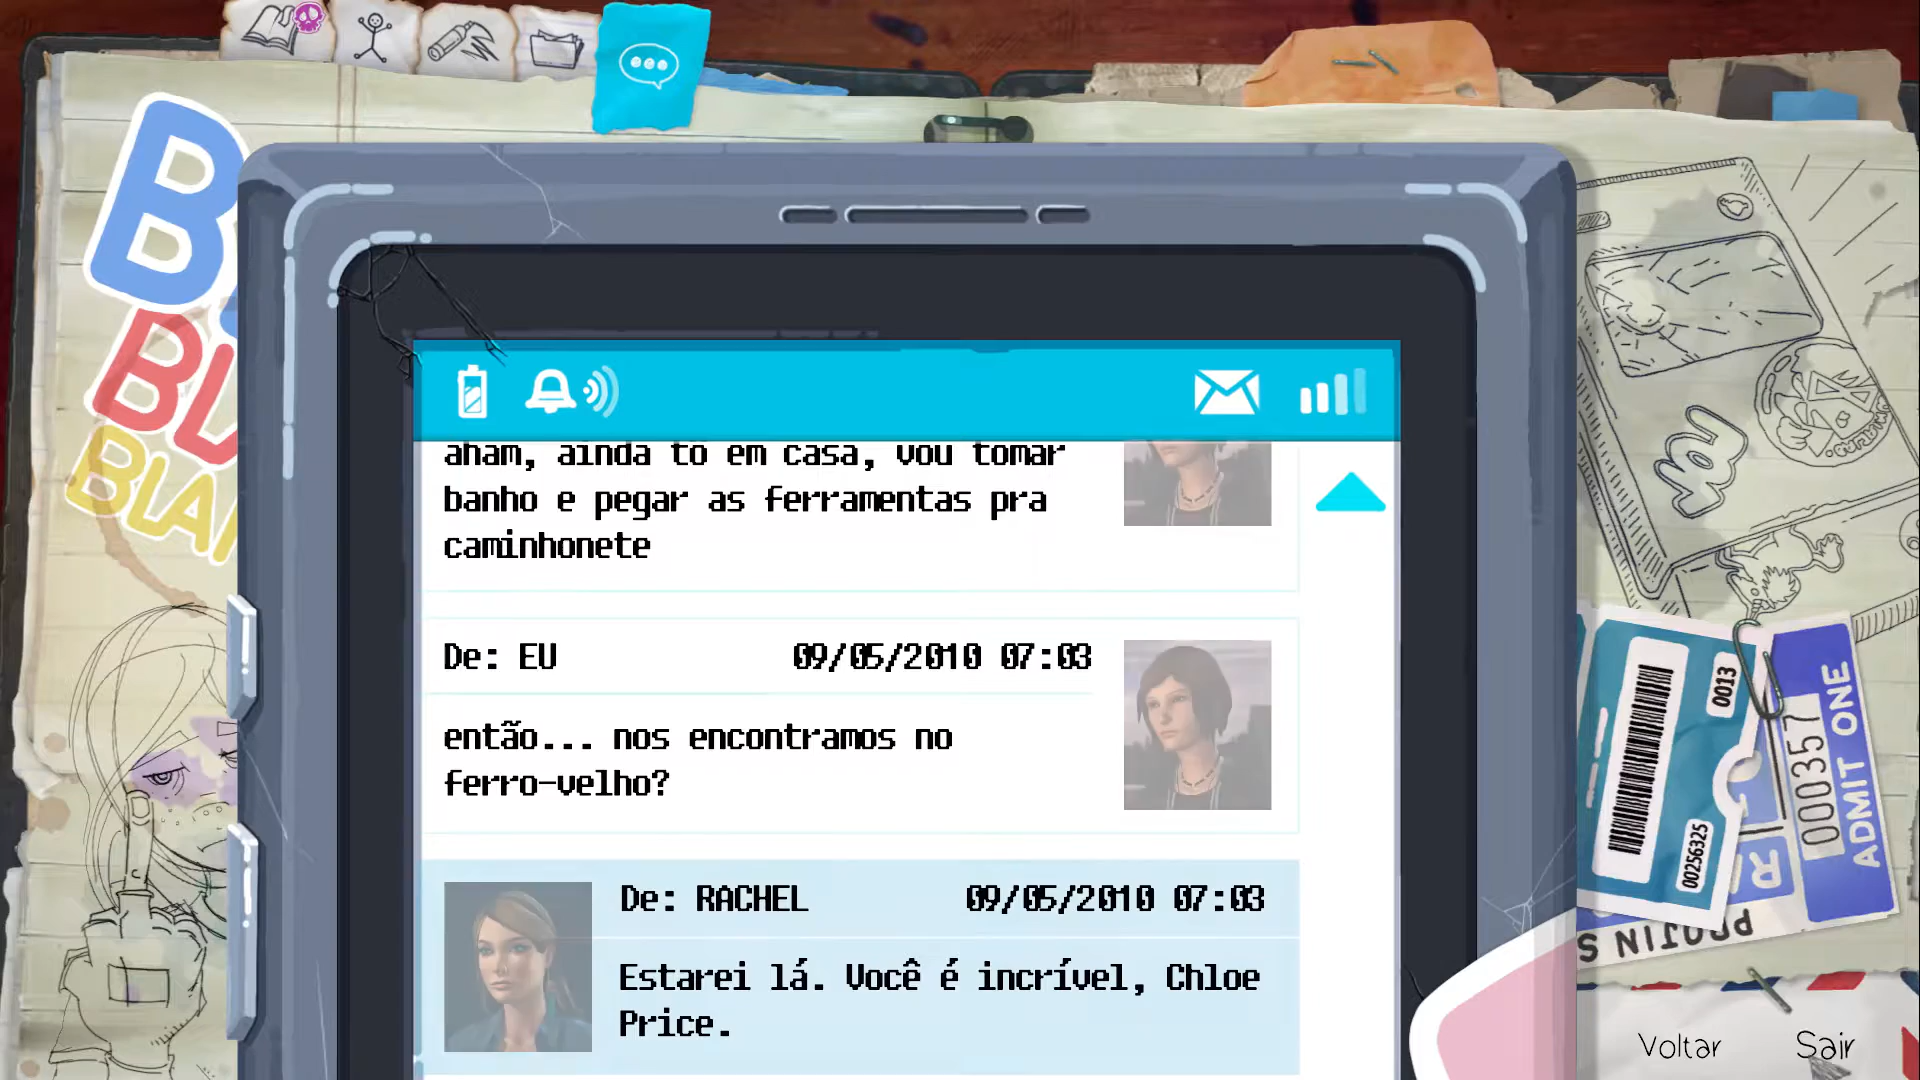 aham, ainda tô em casa, vou tomar
banho e pegar as ferramentas pra
caminhonete
De: EU 09/05/2010 07:03
então... nos encontramos no
ferro-velho?
De: RACHEL 09/05/2010 07:03
Estarei lá. Você é incrível, Chloe
Price.
0013
00256325
000357
ADMIT ONE
Voltar
Sair